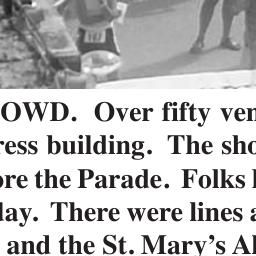 OWD. Over fifty ven
ress building. The sho
ore the Parade. Folks
lay. There were lines a
and the St. Mary's Al